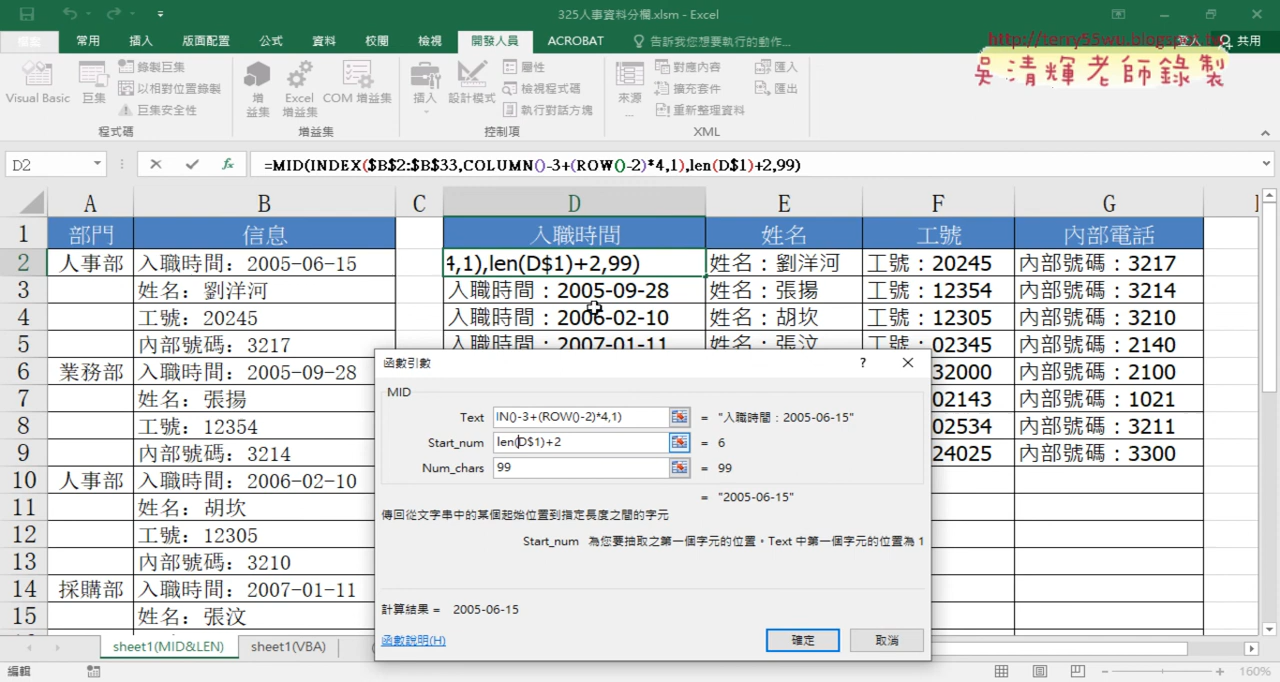 325人事資料分欄.xlsm - Excel
檔案 常用 插入 版面配置 公式 資料 校閱 檢視 開發人員 ACROBAT 告訴我您想要執行的動作... 登入 共用
http://terry55wu.blogspot.tw
吳清輝老師錄製
Visual Basic 巨集 錄製巨集 以相對位置錄製 巨集安全性 程式碼
增益集 Excel 增益集 COM 增益集 增益集
插入 設計模式 屬性 檢視程式碼 執行對話方塊 控制項
來源 對應內容 擴充套件 重新整理資料 匯入 匯出 XML
D2 fx =MID(INDEX($B$2:$B$33,COLUMN()-3+(ROW()-2)*4,1),len(D$1)+2,99)
A B C D E F G
1 部門 信息 入職時間 姓名 工號 內部電話
2 人事部 入職時間：2005-06-15 4,1),len(D$1)+2,99) 姓名：劉洋河 工號：20245 內部號碼：3217
3 姓名：劉洋河 入職時間：2005-09-28 姓名：張揚 工號：12354 內部號碼：3214
4 工號：20245 入職時間：2006-02-10 姓名：胡坎 工號：12305 內部號碼：3210
5 內部號碼：3217 入職時間：2007-01-11 姓名：張汶 工號：02345 內部號碼：2140
6 業務部 入職時間：2005-09-28 32000 內部號碼：2100
7 姓名：張揚 02143 內部號碼：1021
8 工號：12354 02534 內部號碼：3211
9 內部號碼：3214 24025 內部號碼：3300
10 人事部 入職時間：2006-02-10
11 姓名：胡坎
12 工號：12305
13 內部號碼：3210
14 採購部 入職時間：2007-01-11
15 姓名：張汶
函數引數 ?
MID
Text IN()-3+(ROW()-2)*4,1) = "入職時間：2005-06-15"
Start_num len(D$1)+2 = 6
Num_chars 99 = 99
= "2005-06-15"
傳回從文字串中的某個起始位置到指定長度之間的字元
Start_num 為您要抽取之第一個字元的位置，Text 中第一個字元的位置為 1
計算結果 = 2005-06-15
函數說明(H) 確定 取消
sheet1(MID&LEN) sheet1(VBA)
編輯 160%